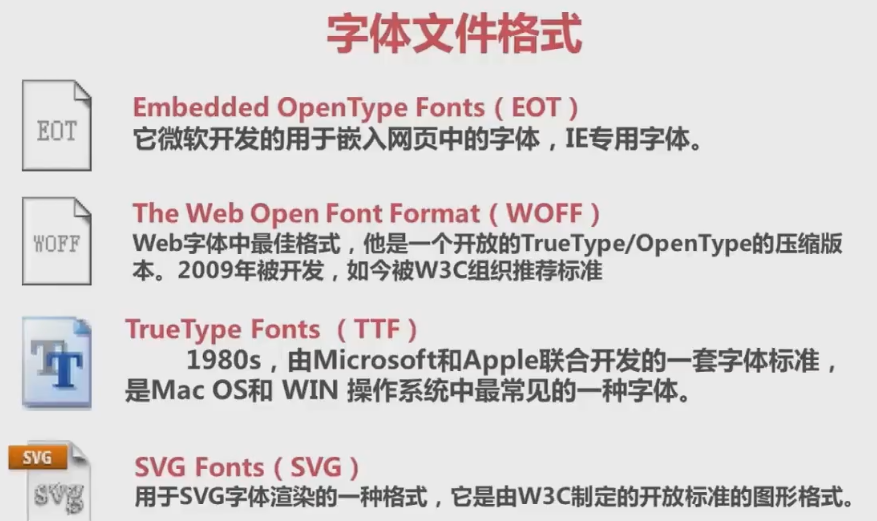 字体文件格式
EOT
Embedded OpenType Fonts（EOT）
它微软开发的用于嵌入网页中的字体，IE专用字体。
WOFF
The Web Open Font Format（WOFF）
Web字体中最佳格式，他是一个开放的TrueType/OpenType的压缩版
本。2009年被开发，如今被W3C组织推荐标准
TT
TrueType Fonts （TTF）
1980s，由Microsoft和Apple联合开发的一套字体标准，
是Mac OS和 WIN 操作系统中最常见的一种字体。
SVG
svg
SVG Fonts（SVG）
用于SVG字体渲染的一种格式，它是由W3C制定的开放标准的图形格式。